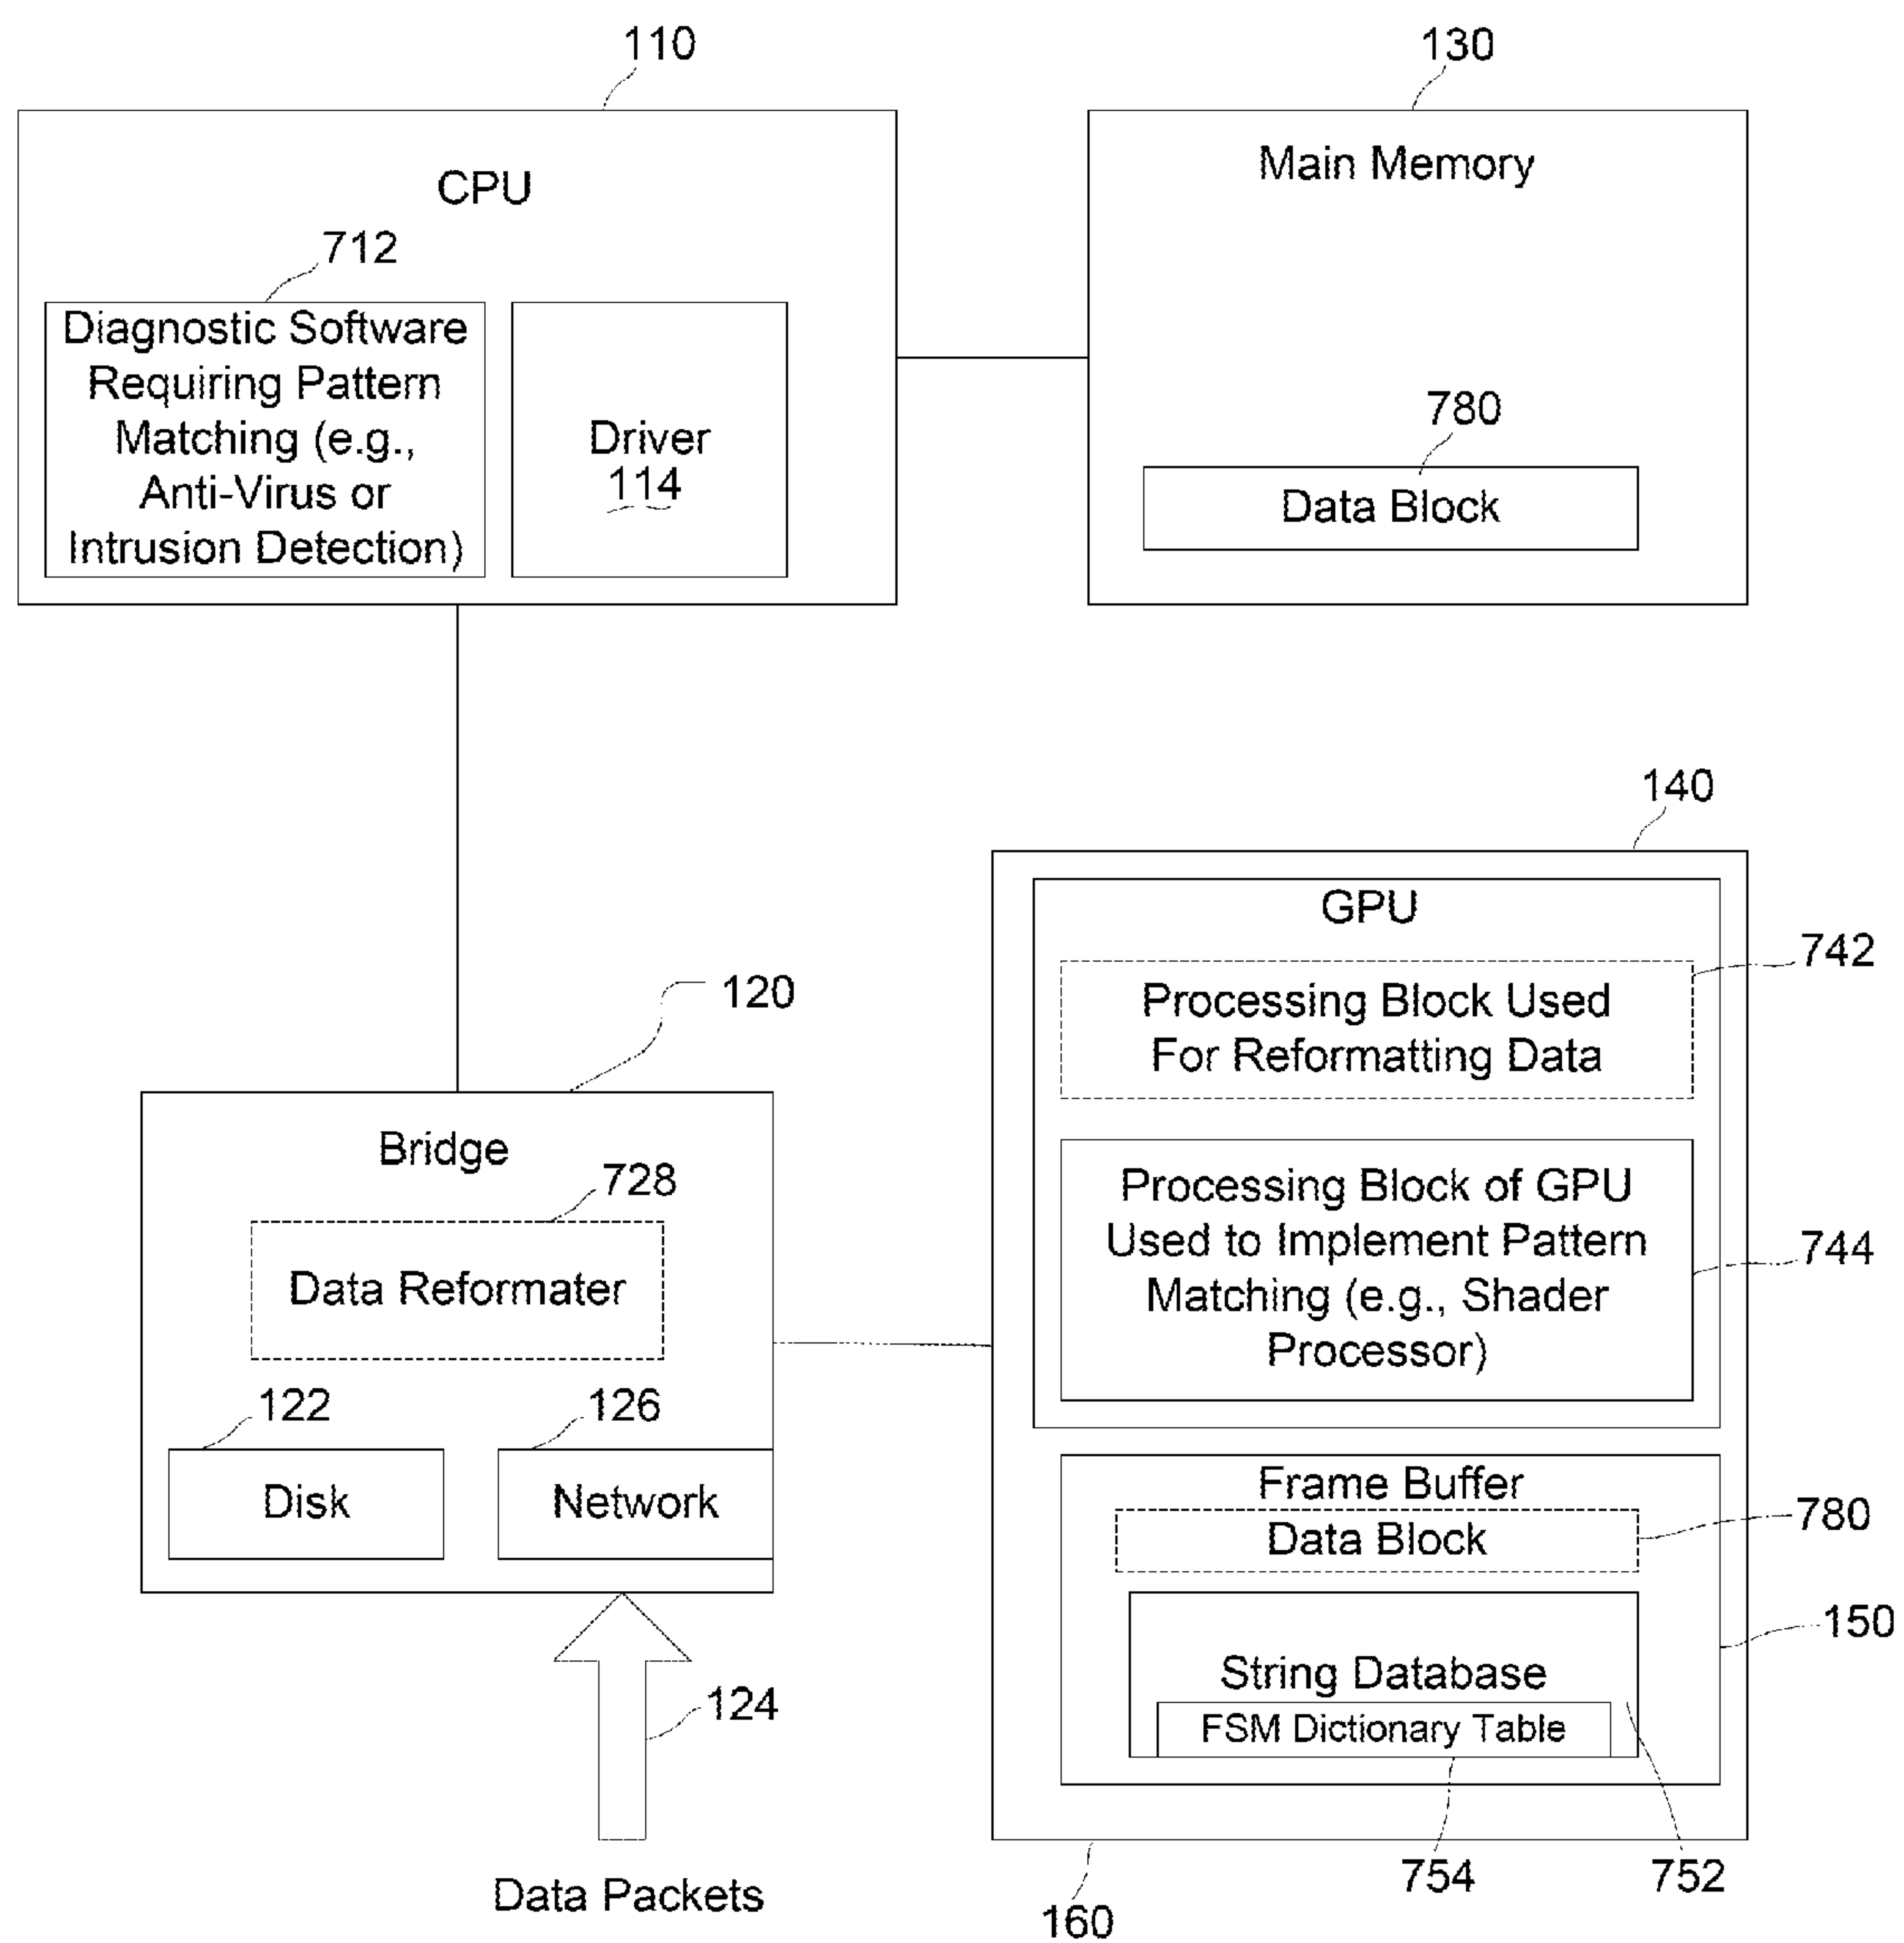 110
130
CPU
Main Memory
712
Diagnostic Software
Requiring Pattern
Matching (e.g.,
Anti-Virus or
Intrusion Detection)
Driver
114
780
Data Block
140
GPU
742
Processing Block Used
For Reformatting Data
120
Bridge
728
Data Reformater
744
Processing Block of GPU
Used to Implement Pattern
Matching (e.g., Shader
Processor)
122
126
Disk
Network
Frame Buffer
780
Data Block
150
String Database
FSM Dictionary Table
124
754
752
Data Packets
160